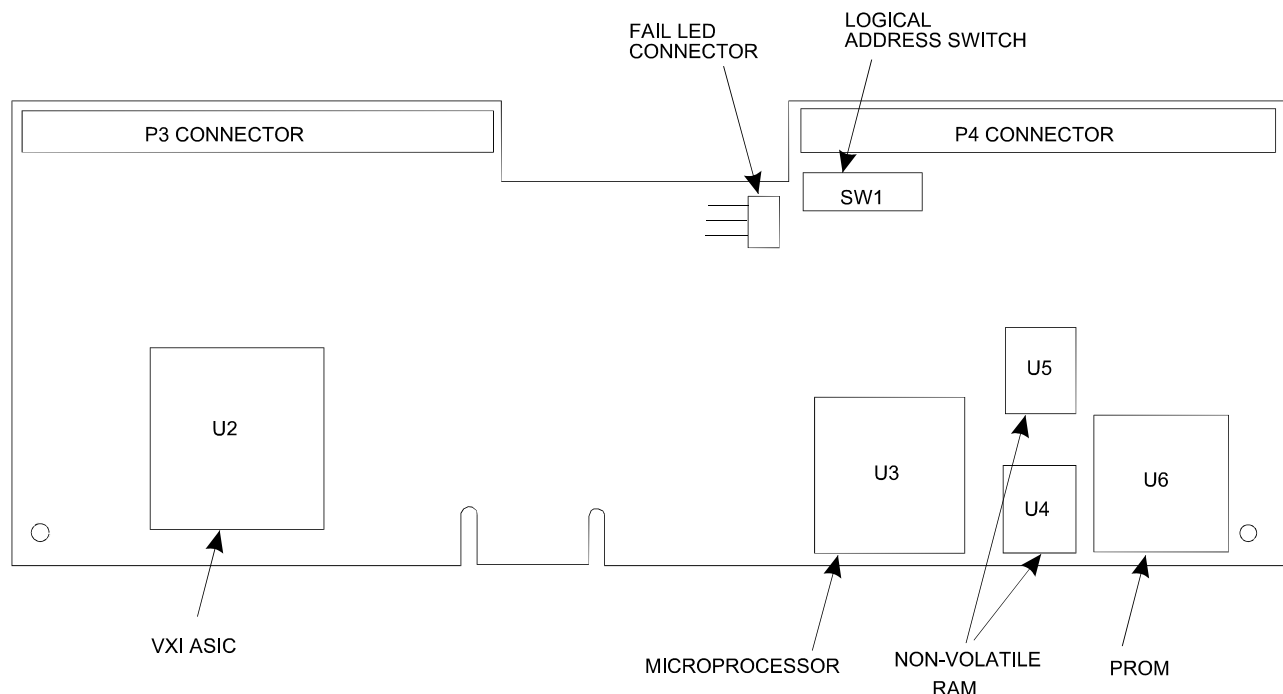 FAIL LED
CONNECTOR
LOGICAL
ADDRESS SWITCH
P3 CONNECTOR
P4 CONNECTOR
SW1
U5
U2
U3
U4
U6
VXI ASIC
MICROPROCESSOR
NON-VOLATILE
RAM
PROM